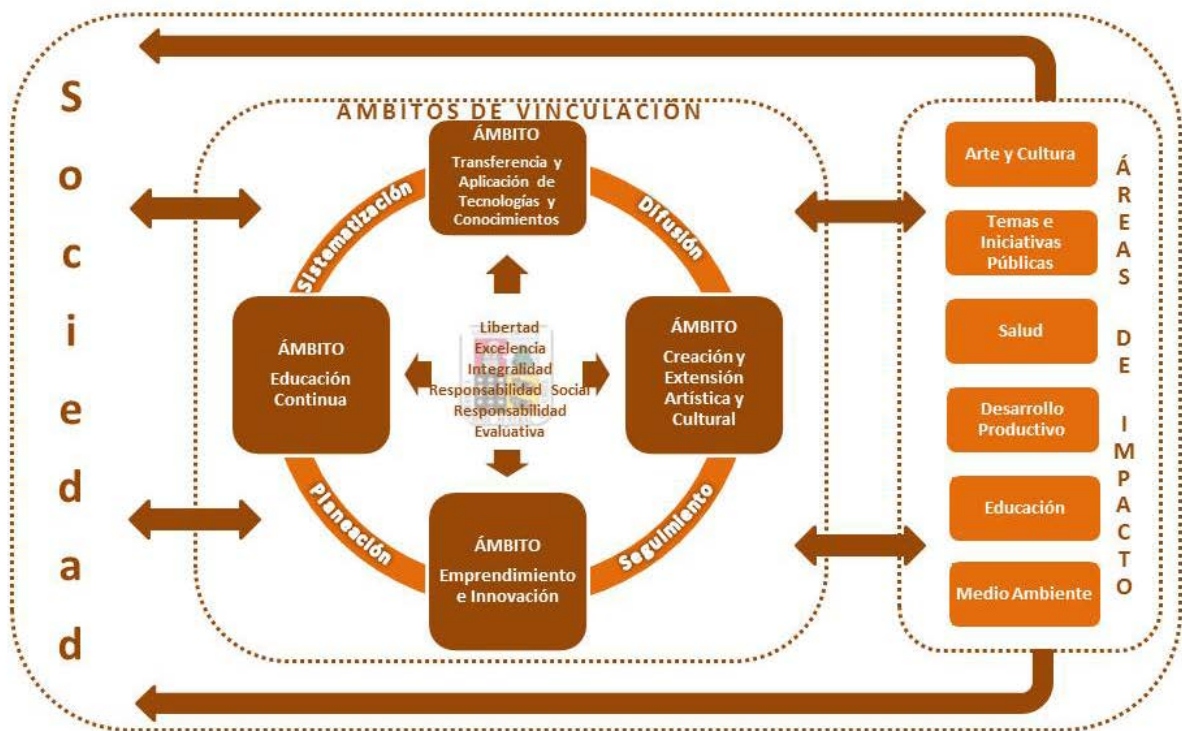 Sociedad
ÁMBITOS DE VINCULACIÓN
ÁMBITO
Transferencia y
Aplicación de
Tecnologías y
Conocimientos
Sistematización
Difusión
ÁMBITO
Educación
Continua
Libertad
Excelencia
Integralidad
Responsabilidad Social
Responsabilidad
Evaluativa
ÁMBITO
Creación y
Extensión
Artística y
Cultural
Planeación
Seguimiento
ÁMBITO
Emprendimiento
e Innovación
ÁREAS DE IMPACTO
Arte y Cultura
Temas e
Iniciativas
Públicas
Salud
Desarrollo
Productivo
Educación
Medio Ambiente